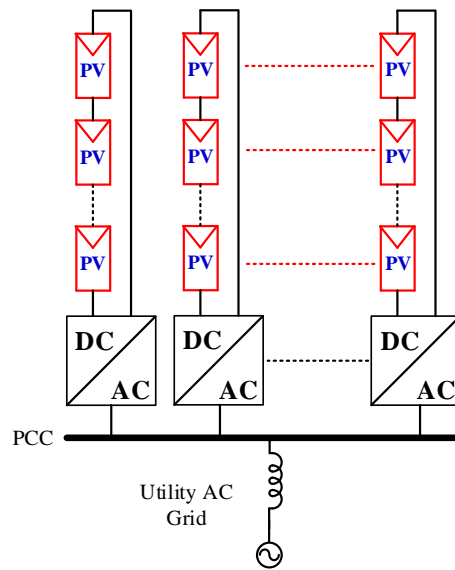 PV PV PV
PV PV PV
PV PV PV
DC DC DC
AC AC AC
PCC
Utility AC
Grid